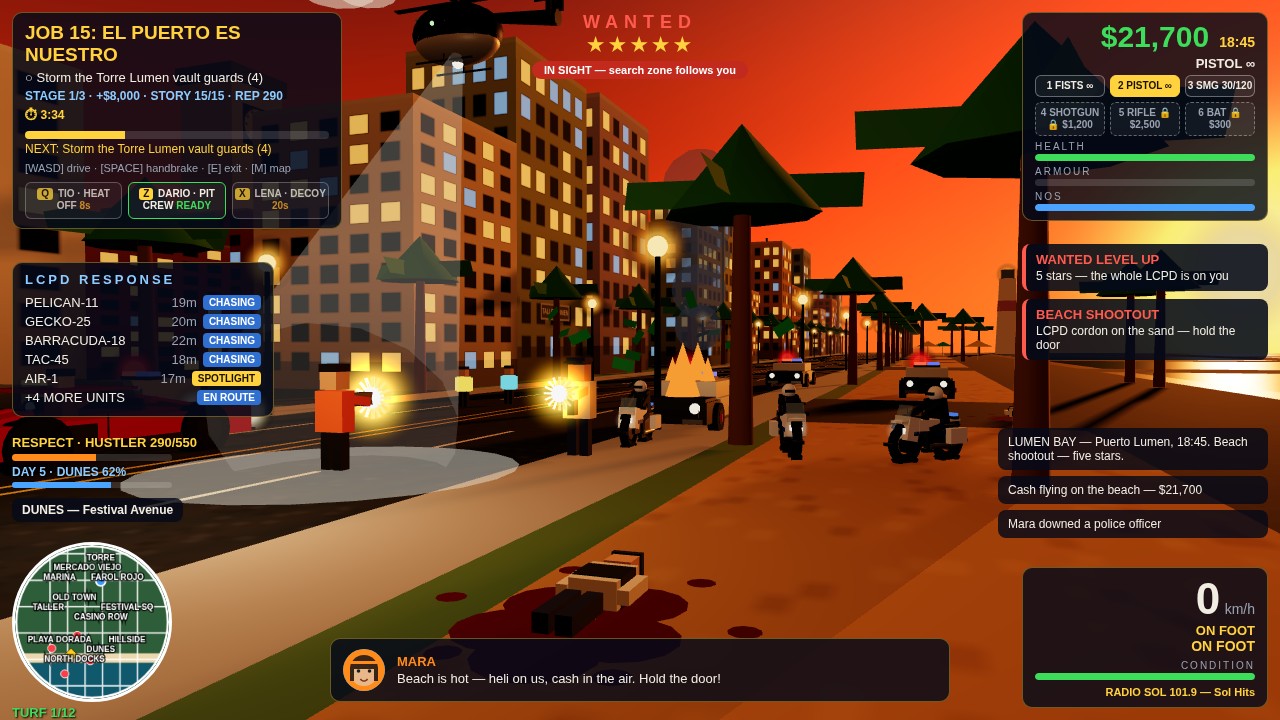 JOB 15: EL PUERTO ES
NUESTRO
○ Storm the Torre Lumen vault guards (4)
STAGE 1/3 · +$8,000 · STORY 15/15 · REP 290
⏱ 3:34
NEXT: Storm the Torre Lumen vault guards (4)
[WASD] drive · [SPACE] handbrake · [E] exit · [M] map
Q TIO · HEAT
OFF 8s
Z DARIO · PIT
CREW READY
X LENA · DECOY
20s
LCPD RESPONSE
PELICAN-11 19m CHASING
GECKO-25 20m CHASING
BARRACUDA-18 22m CHASING
TAC-45 18m CHASING
AIR-1 17m SPOTLIGHT
+4 MORE UNITS EN ROUTE
RESPECT · HUSTLER 290/550
DAY 5 · DUNES 62%
DUNES — Festival Avenue
TORRE
MERCADO VIEJO
MARINA FAROL ROJO
OLD TOWN
TALLER FESTIVAL SQ
CASINO ROW
PLAYA DORADA HILLSIDE
DUNES
NORTH DOCKS
TURF 1/12
WANTED
★★★★★
IN SIGHT — search zone follows you
$21,700 18:45
PISTOL ∞
1 FISTS ∞
2 PISTOL ∞
3 SMG 30/120
4 SHOTGUN
🔒 $1,200
5 RIFLE 🔒
$2,500
6 BAT 🔒
$300
HEALTH
ARMOUR
NOS
WANTED LEVEL UP
5 stars — the whole LCPD is on you
BEACH SHOOTOUT
LCPD cordon on the sand — hold the
door
LUMEN BAY — Puerto Lumen, 18:45. Beach
shootout — five stars.
Cash flying on the beach — $21,700
Mara downed a police officer
0 km/h
ON FOOT
ON FOOT
CONDITION
RADIO SOL 101.9 — Sol Hits
MARA
Beach is hot — heli on us, cash in the air. Hold the door!